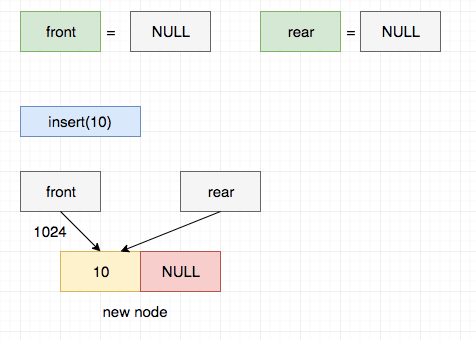 front = NULL rear = NULL
insert(10)
front rear
1024
10 NULL
new node